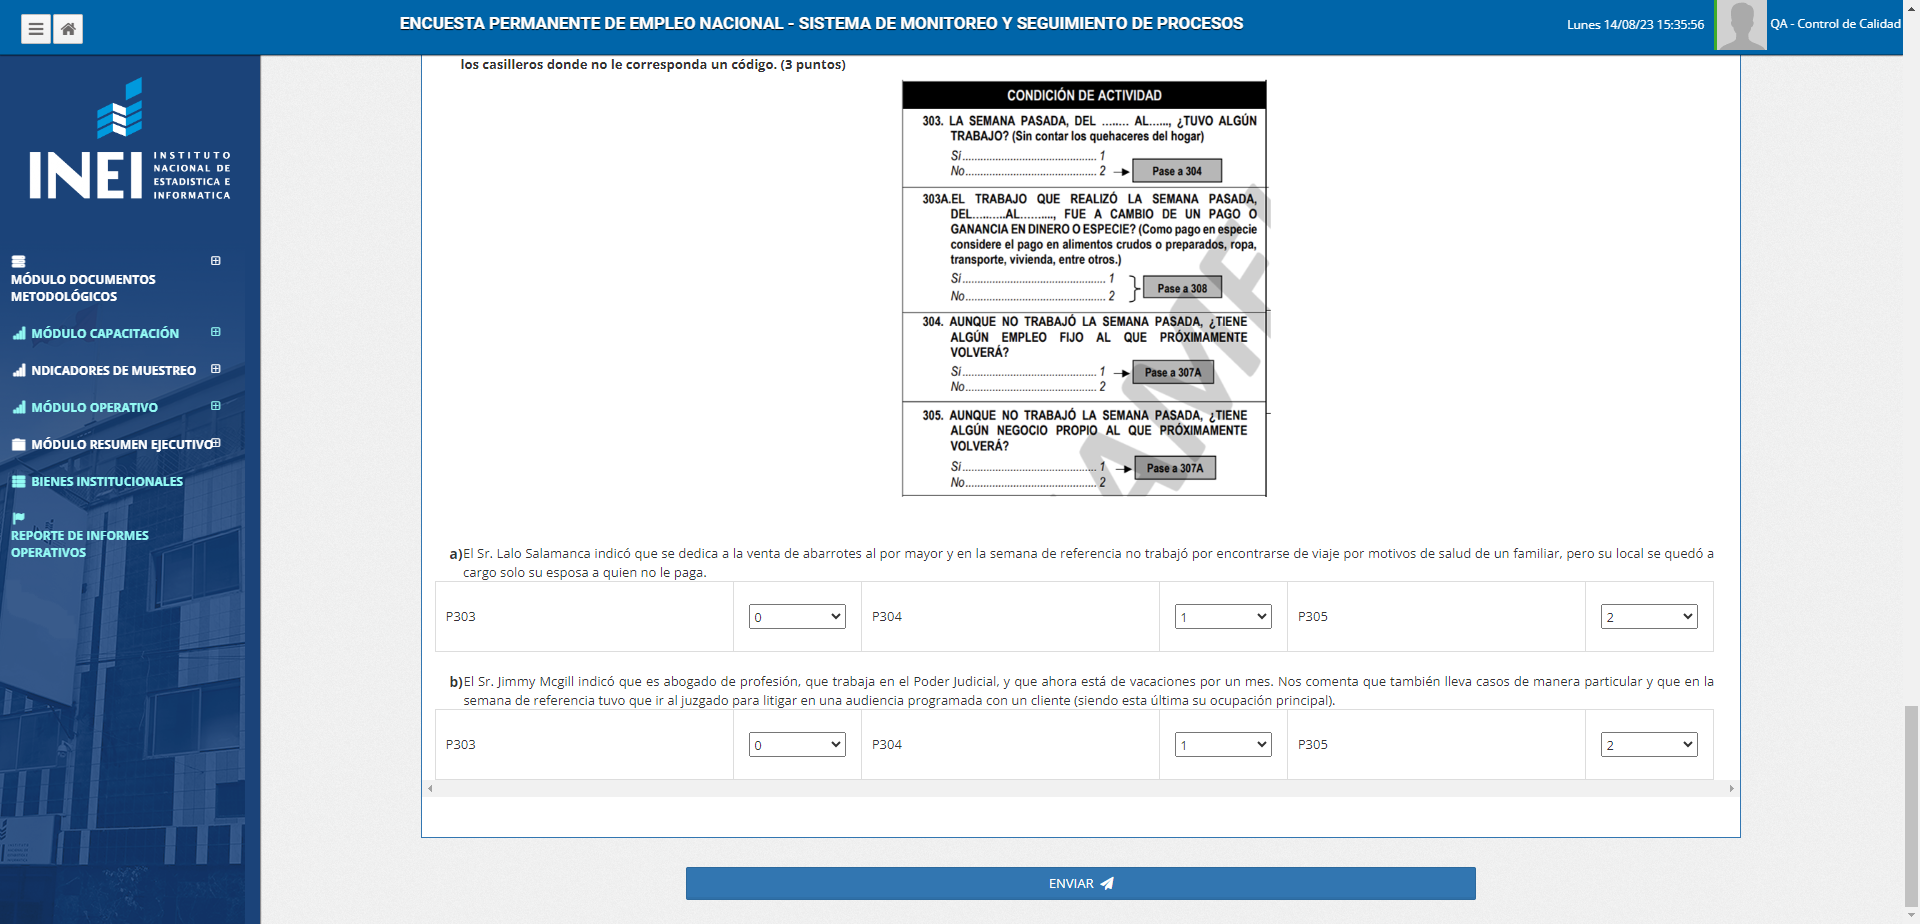 ENCUESTA PERMANENTE DE EMPLEO NACIONAL - SISTEMA DE MONITOREO Y SEGUIMIENTO DE PROCESOS
Lunes 14/08/23 15:35:56
QA - Control de Calidad
INEI
INSTITUTO
NACIONAL DE
ESTADISTICA E
INFORMATICA
MÓDULO DOCUMENTOS
METODOLÓGICOS
MÓDULO CAPACITACIÓN
NDICADORES DE MUESTREO
MÓDULO OPERATIVO
MÓDULO RESUMEN EJECUTIVO
BIENES INSTITUCIONALES
REPORTE DE INFORMES
OPERATIVOS
los casilleros donde no le corresponda un código. (3 puntos)
CONDICIÓN DE ACTIVIDAD
303. LA SEMANA PASADA, DEL ........ AL......, ¿TUVO ALGÚN
TRABAJO? (Sin contar los quehaceres del hogar)
Si............................................. 1
No............................................ 2 Pase a 304
303A.EL TRABAJO QUE REALIZÓ LA SEMANA PASADA,
DEL..........AL.........., FUE A CAMBIO DE UN PAGO O
GANANCIA EN DINERO O ESPECIE? (Como pago en especie
considere el pago en alimentos crudos o preparados, ropa,
transporte, vivienda, entre otros.)
Si................................................ 1
No............................................... 2 Pase a 308
304. AUNQUE NO TRABAJÓ LA SEMANA PASADA, ¿TIENE
ALGÚN EMPLEO FIJO AL QUE PRÓXIMAMENTE
VOLVERÁ?
Si............................................. 1 Pase a 307A
No............................................ 2
305. AUNQUE NO TRABAJÓ LA SEMANA PASADA, ¿TIENE
ALGÚN NEGOCIO PROPIO AL QUE PRÓXIMAMENTE
VOLVERÁ?
Si............................................. 1 Pase a 307A
No............................................ 2
a)El Sr. Lalo Salamanca indicó que se dedica a la venta de abarrotes al por mayor y en la semana de referencia no trabajó por encontrarse de viaje por motivos de salud de un familiar, pero su local se quedó a
cargo solo su esposa a quien no le paga.
P303 0 P304 1 P305 2
b)El Sr. Jimmy Mcgill indicó que es abogado de profesión, que trabaja en el Poder Judicial, y que ahora está de vacaciones por un mes. Nos comenta que también lleva casos de manera particular y que en la
semana de referencia tuvo que ir al juzgado para litigar en una audiencia programada con un cliente (siendo esta última su ocupación principal).
P303 0 P304 1 P305 2
ENVIAR